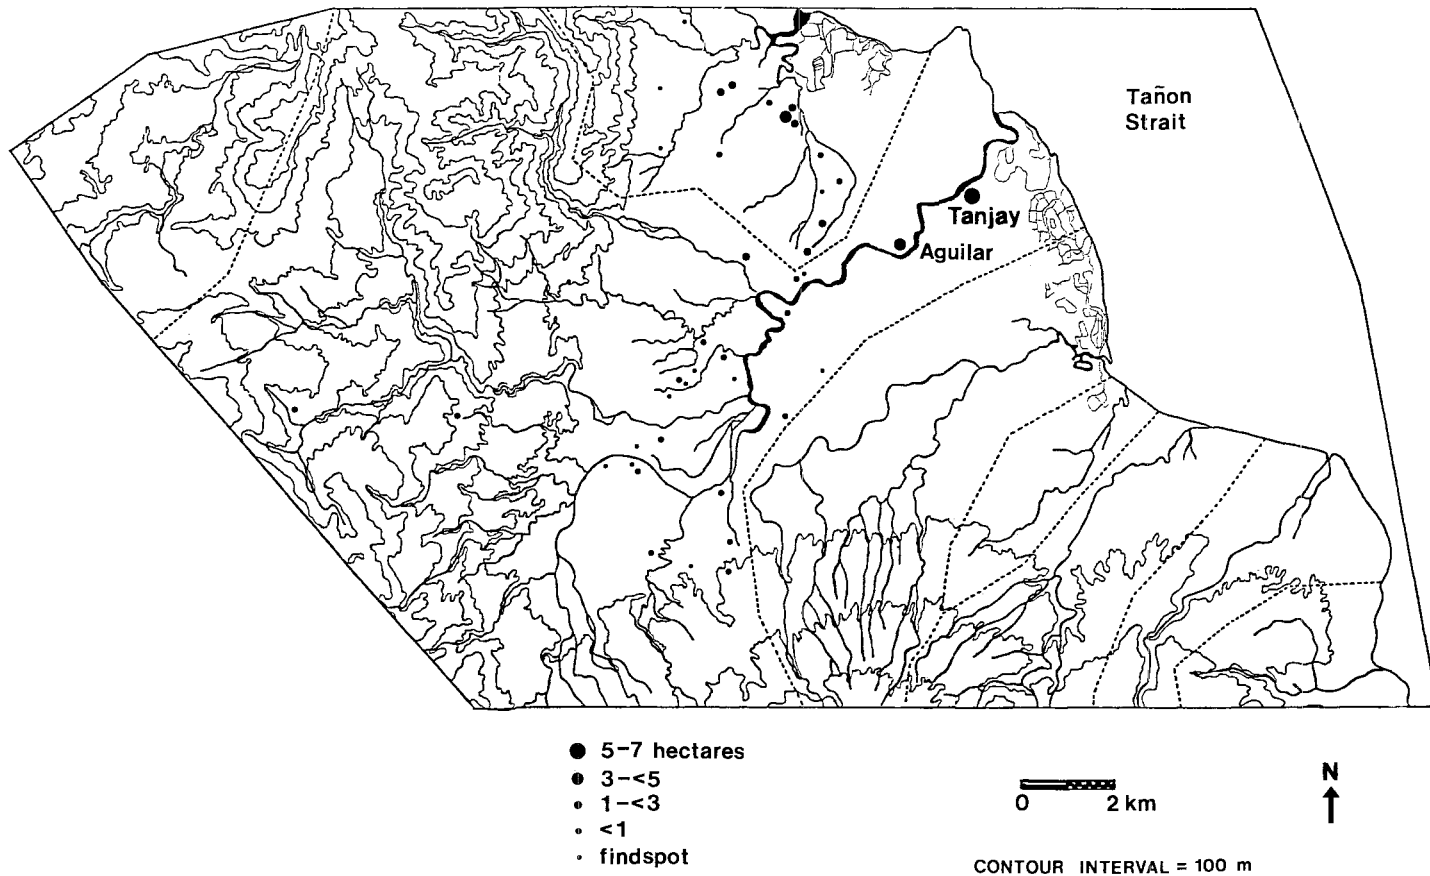 Tañon
Strait
Tanjay
Aguilar
5-7 hectares
3-<5
1-<3
<1
findspot
0 2 km
N
CONTOUR INTERVAL = 100 m